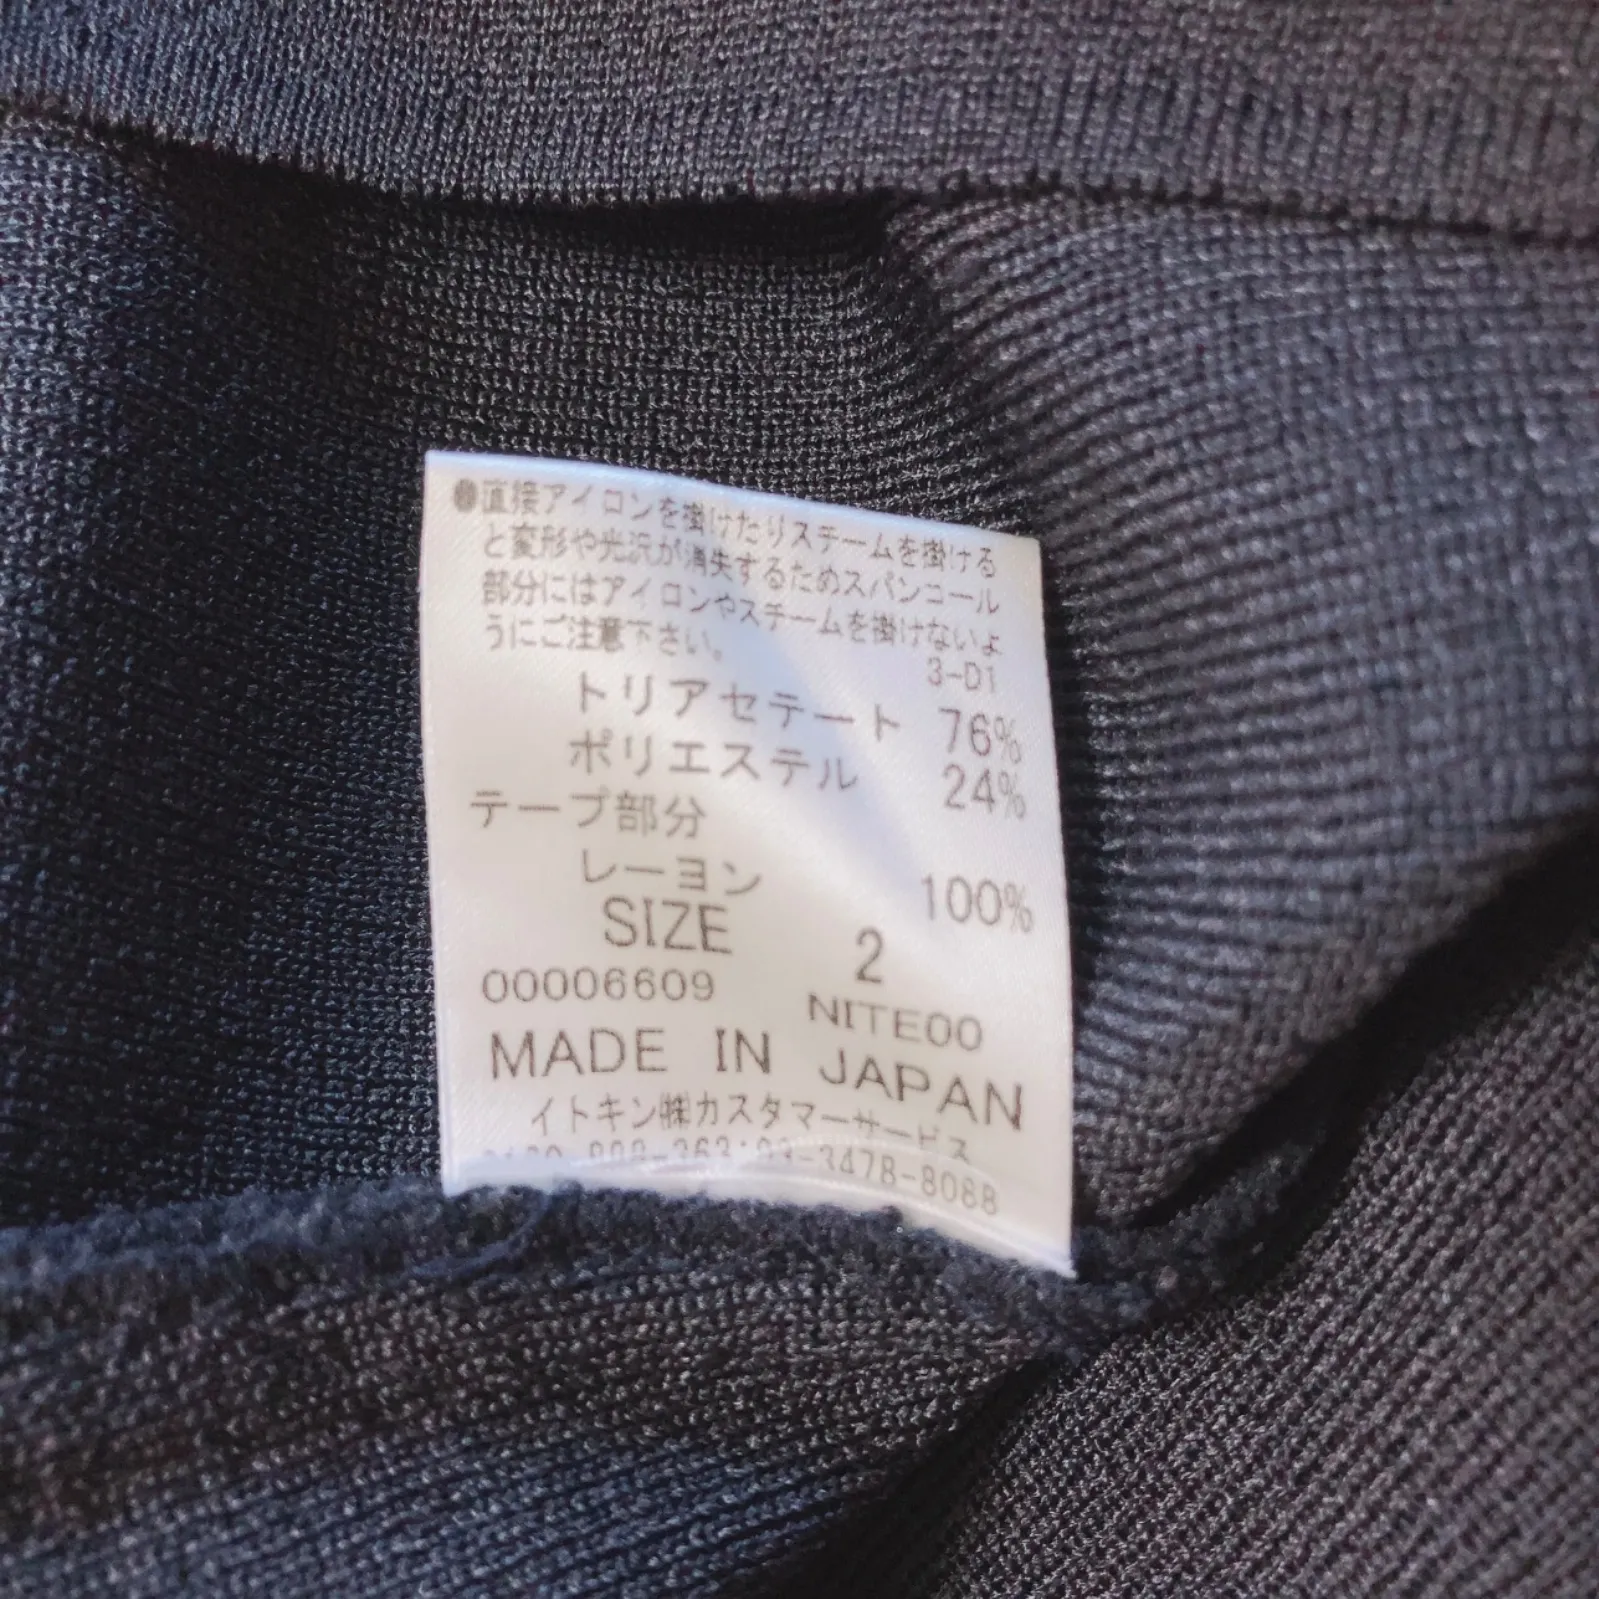 ●直接アイロンを掛けたりスチームを掛ける
と変形や光沢が消失するためスパンコール
部分にはアイロンやスチームを掛けないよ
うにご注意下さい。
3-D1
トリアセテート 76%
ポリエステル 24%
テープ部分
レーヨン 100%
SIZE 2
00006609 NITE00
MADE IN JAPAN
イトキン㈱カスタマーサービス
03-3478-8088